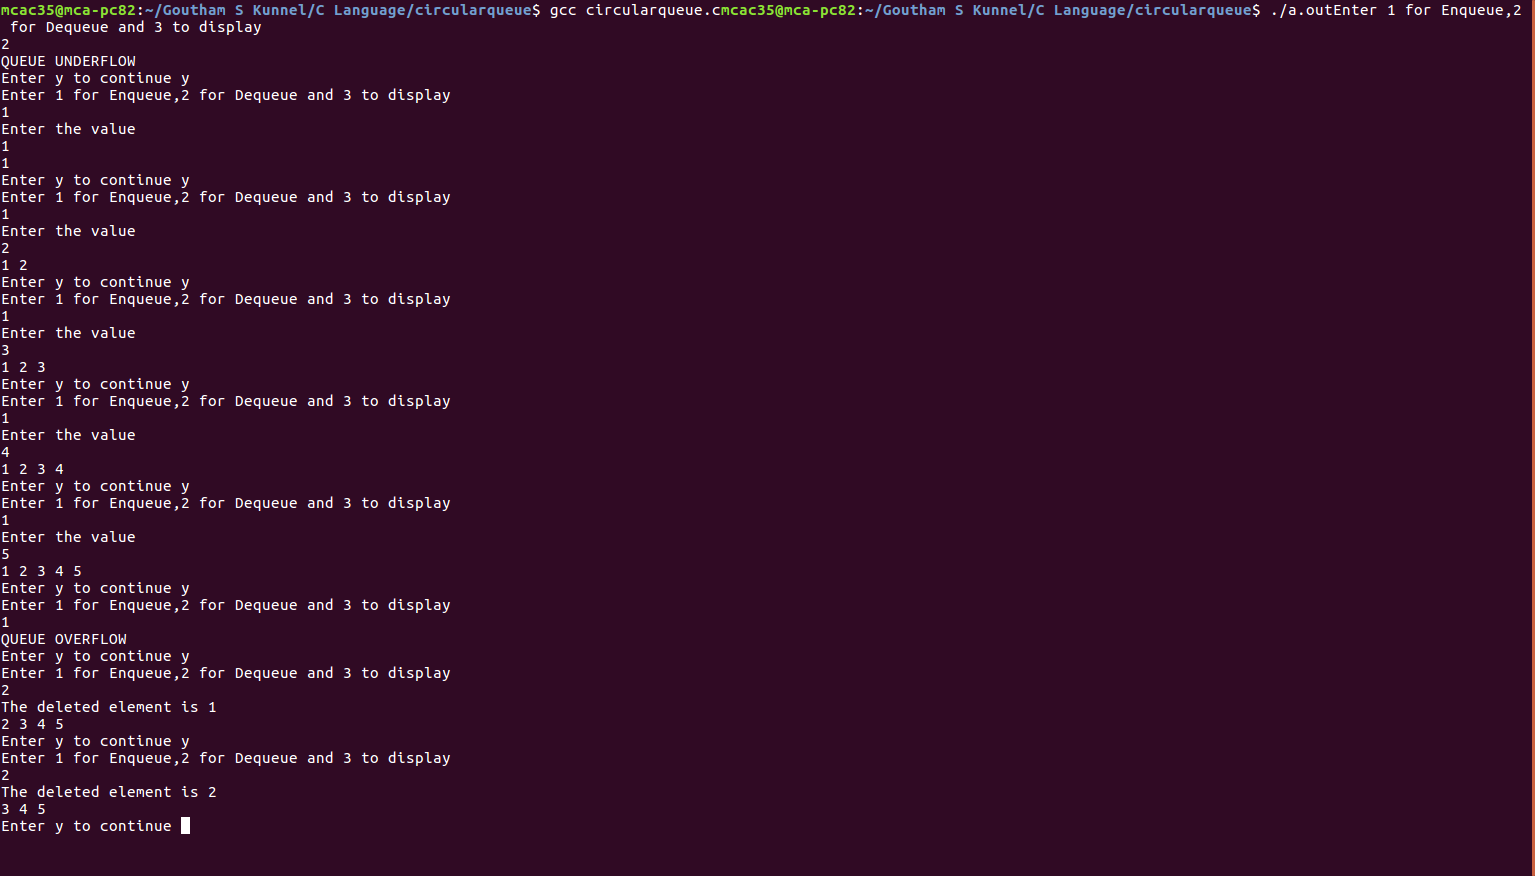 mcac35@mca-pc82:~/Goutham S Kunnel/C Language/circularqueue$ gcc circularqueue.cmcac35@mca-pc82:~/Goutham S Kunnel/C Language/circularqueue$ ./a.outEnter 1 for Enqueue,2
 for Dequeue and 3 to display
2
QUEUE UNDERFLOW
Enter y to continue y
Enter 1 for Enqueue,2 for Dequeue and 3 to display
1
Enter the value
1
1
Enter y to continue y
Enter 1 for Enqueue,2 for Dequeue and 3 to display
1
Enter the value
2
1 2
Enter y to continue y
Enter 1 for Enqueue,2 for Dequeue and 3 to display
1
Enter the value
3
1 2 3
Enter y to continue y
Enter 1 for Enqueue,2 for Dequeue and 3 to display
1
Enter the value
4
1 2 3 4
Enter y to continue y
Enter 1 for Enqueue,2 for Dequeue and 3 to display
1
Enter the value
5
1 2 3 4 5
Enter y to continue y
Enter 1 for Enqueue,2 for Dequeue and 3 to display
1
QUEUE OVERFLOW
Enter y to continue y
Enter 1 for Enqueue,2 for Dequeue and 3 to display
2
The deleted element is 1
2 3 4 5
Enter y to continue y
Enter 1 for Enqueue,2 for Dequeue and 3 to display
2
The deleted element is 2
3 4 5
Enter y to continue